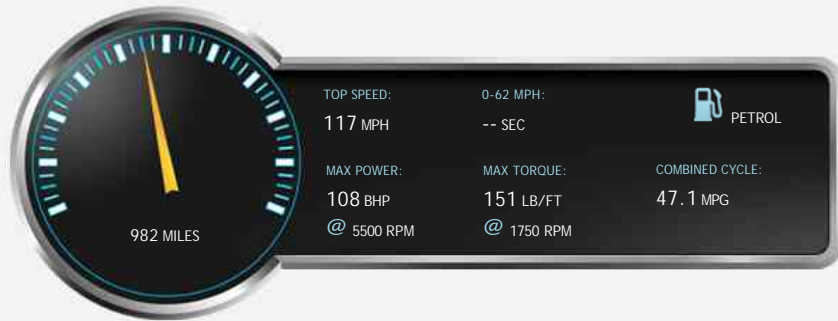 TOP SPEED:
117 MPH
0-62 MPH:
-- SEC
PETROL
MAX POWER:
108 BHP
@ 5500 RPM
MAX TORQUE:
151 LB/FT
@ 1750 RPM
COMBINED CYCLE:
47.1 MPG
982 MILES